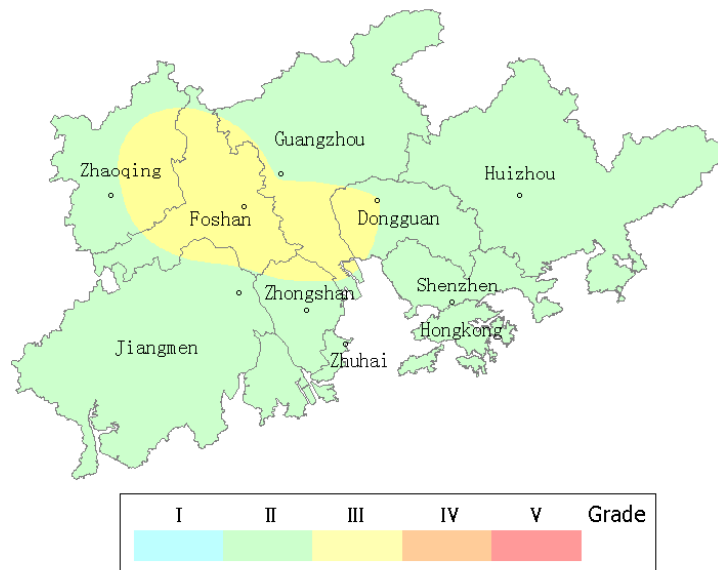 Guangzhou
Zhaoqing
Huizhou
Foshan
Dongguan
Shenzhen
Zhongshan
Hongkong
Jiangmen
Zhuhai
I II III IV V Grade